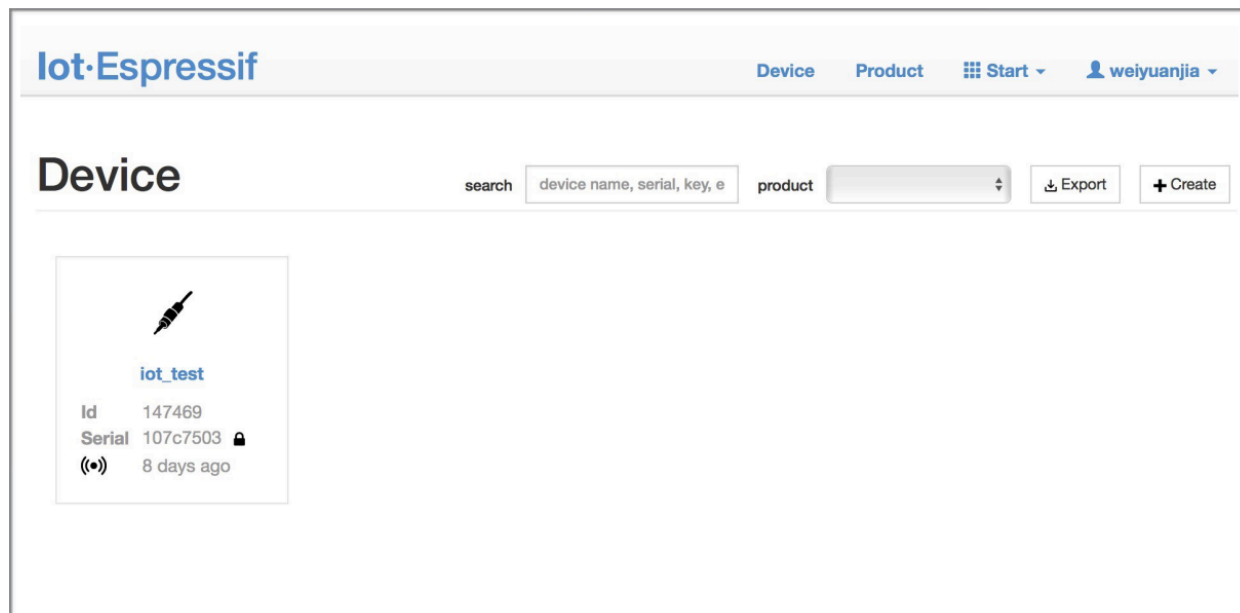 Iot·Espressif
Device Product Start weiyuanjia
Device
search device name, serial, key, e product Export Create
iot_test
Id 147469
Serial 107c7503
8 days ago